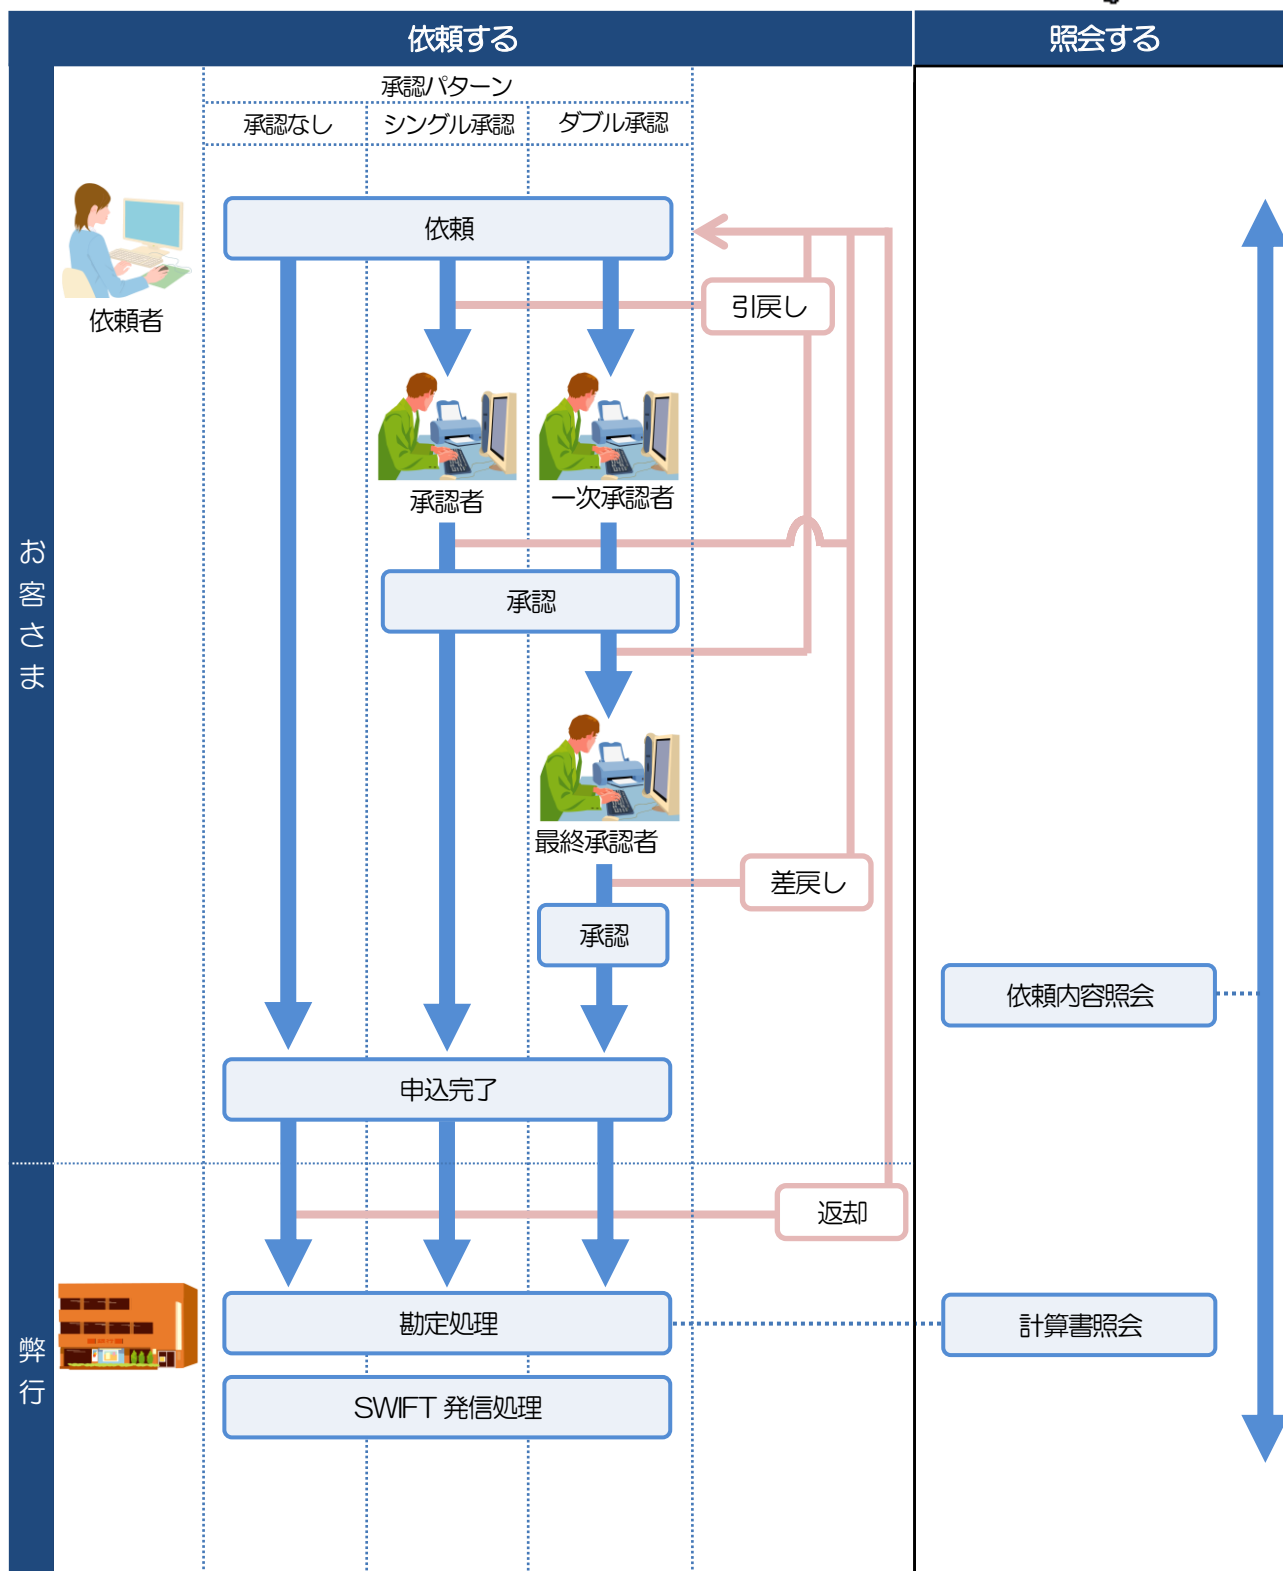 依頼する
照会する
承認パターン
承認なし
シングル承認
ダブル承認
依頼
引戻し
依頼者
承認者
一次承認者
お客さま
承認
最終承認者
差戻し
承認
依頼内容照会
申込完了
返却
弊行
勘定処理
計算書照会
SWIFT 発信処理